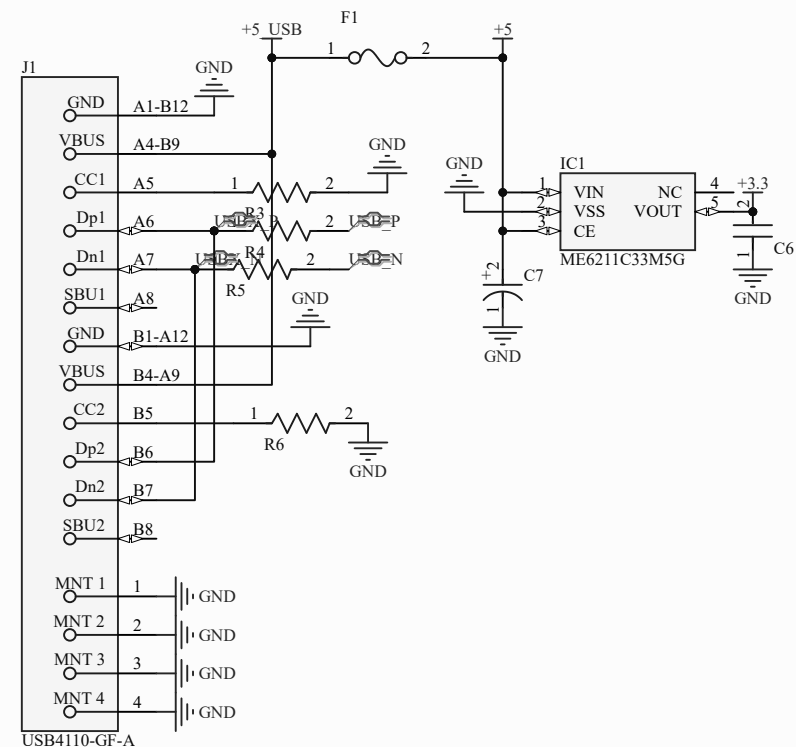 F1
+5_USB
1
2
+5
J1
GND
GND
A1-B12
VBUS
A4-B9
GND
CC1
A5
1
2
Dp1
A6
R3
2
USB_P
Dn1
A7
R4
2
USB_N
R5
SBU1
A8
GND
GND
B1-A12
VBUS
B4-A9
CC2
B5
1
2
R6
GND
Dp2
B6
Dn2
B7
SBU2
B8
MNT 1
1
GND
MNT 2
2
GND
MNT 3
3
GND
MNT 4
4
GND
USB4110-GF-A
IC1
GND
1
VIN
NC
4
+3.3
2
VSS
VOUT
5
2
3
CE
ME6211C33M5G
C6
1
GND
+
2
C7
1
GND